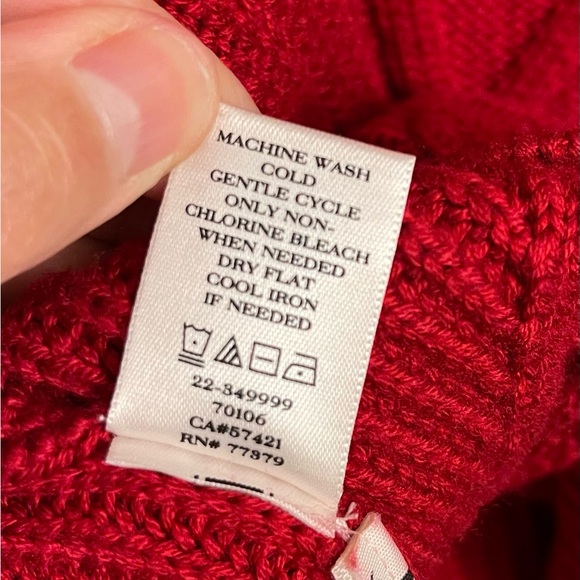 MACHINE WASH
COLD
GENTLE CYCLE
ONLY NON-
CHLORINE BLEACH
WHEN NEEDED
DRY FLAT
COOL IRON
IF NEEDED
22-349999
70106
CA#57421
RN# 77379